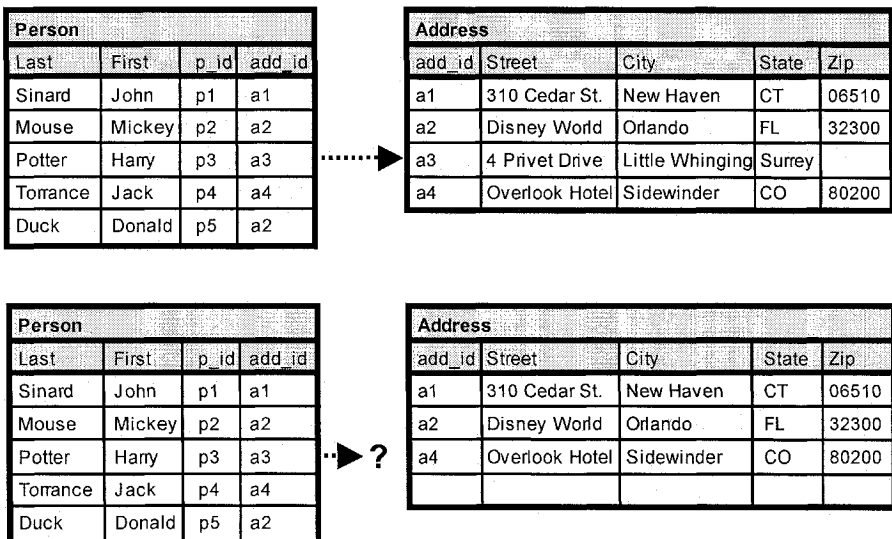 Person
Last First p_id add_id
Sinard John p1 a1
Mouse Mickey p2 a2
Potter Harry p3 a3
Torrance Jack p4 a4
Duck Donald p5 a2
Address
add_id Street City State Zip
a1 310 Cedar St. New Haven CT 06510
a2 Disney World Orlando FL 32300
a3 4 Privet Drive Little Whinging Surrey
a4 Overlook Hotel Sidewinder CO 80200
Person
Last First p_id add_id
Sinard John p1 a1
Mouse Mickey p2 a2
Potter Harry p3 a3
Torrance Jack p4 a4
Duck Donald p5 a2
?
Address
add_id Street City State Zip
a1 310 Cedar St. New Haven CT 06510
a2 Disney World Orlando FL 32300
a4 Overlook Hotel Sidewinder CO 80200